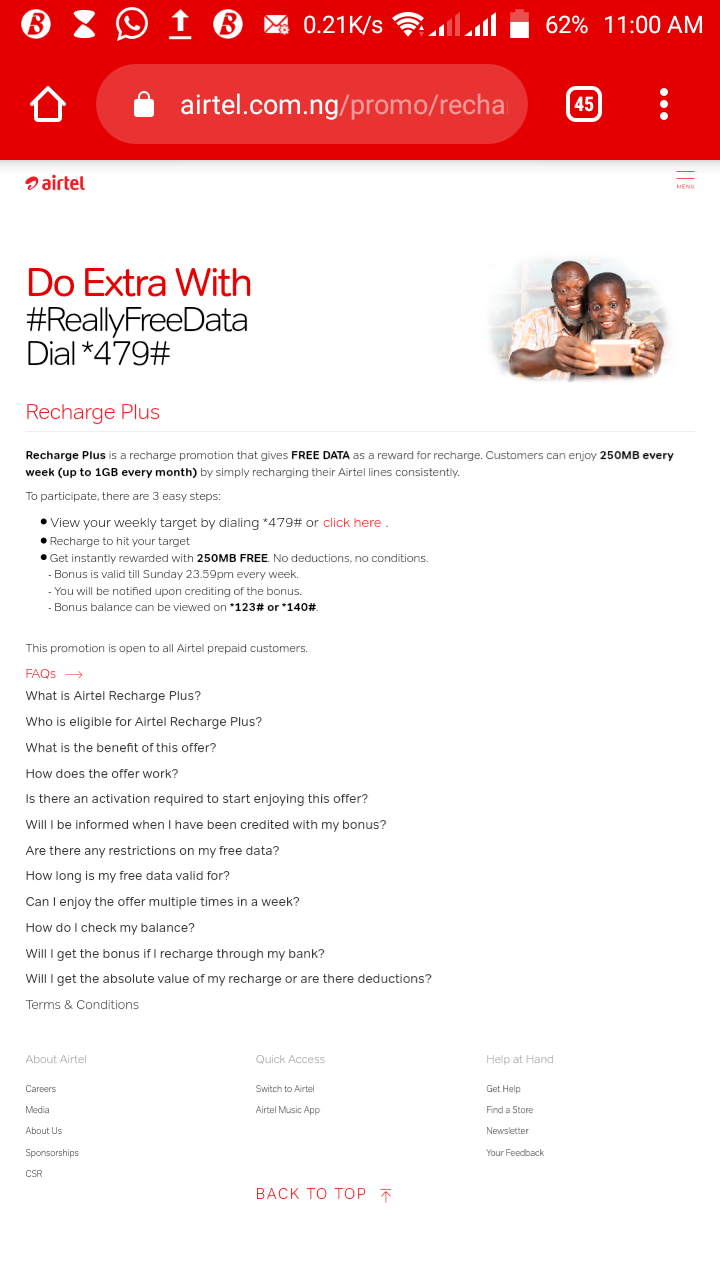 0.21K/s 62% 11:00 AM
airtel.com.ng/promo/recha
45
airtel
MENU
Do Extra With
#ReallyFreeData
Dial *479#
Recharge Plus
Recharge Plus is a recharge promotion that gives FREE DATA as a reward for recharge. Customers can enjoy 250MB every
week (up to 1GB every month) by simply recharging their Airtel lines consistently.
To participate, there are 3 easy steps:
● View your weekly target by dialing *479# or click here .
● Recharge to hit your target
● Get instantly rewarded with 250MB FREE. No deductions, no conditions.
- Bonus is valid till Sunday 23.59pm every week.
- You will be notified upon crediting of the bonus.
- Bonus balance can be viewed on *123# or *140#.
This promotion is open to all Airtel prepaid customers.
FAQs
What is Airtel Recharge Plus?
Who is eligible for Airtel Recharge Plus?
What is the benefit of this offer?
How does the offer work?
Is there an activation required to start enjoying this offer?
Will I be informed when I have been credited with my bonus?
Are there any restrictions on my free data?
How long is my free data valid for?
Can I enjoy the offer multiple times in a week?
How do I check my balance?
Will I get the bonus if I recharge through my bank?
Will I get the absolute value of my recharge or are there deductions?
Terms & Conditions
About Airtel
Careers
Media
About Us
Sponsorships
CSR
Quick Access
Switch to Airtel
Airtel Music App
Help at Hand
Get Help
Find a Store
Newsletter
Your Feedback
BACK TO TOP